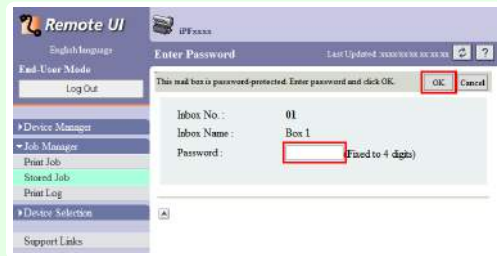 Remote UI
iPFxxxx
English language
Enter Password
Last Updated
End-User Mode
Log Out
This mail box is password-protected. Enter password and click OK.
OK
Cancel
Inbox No. : 01
Inbox Name : Box 1
Password : (Fixed to 4 digits)
Device Manager
Job Manager
Print Job
Stored Job
Print Log
Device Selection
Support Links